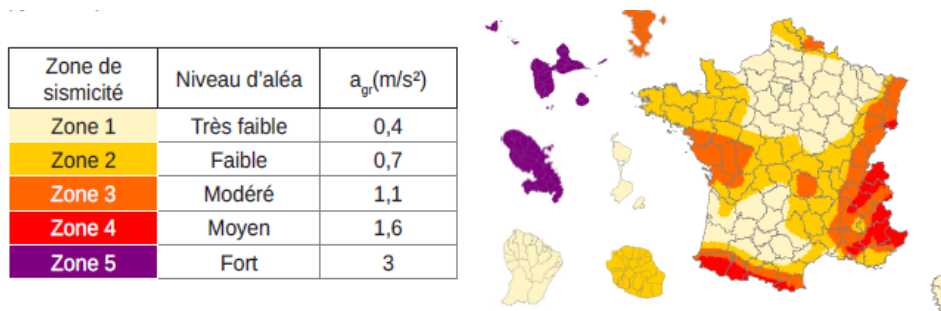 Zone de sismicité Niveau d'aléa a_gr(m/s²)
Zone 1 Très faible 0,4
Zone 2 Faible 0,7
Zone 3 Modéré 1,1
Zone 4 Moyen 1,6
Zone 5 Fort 3